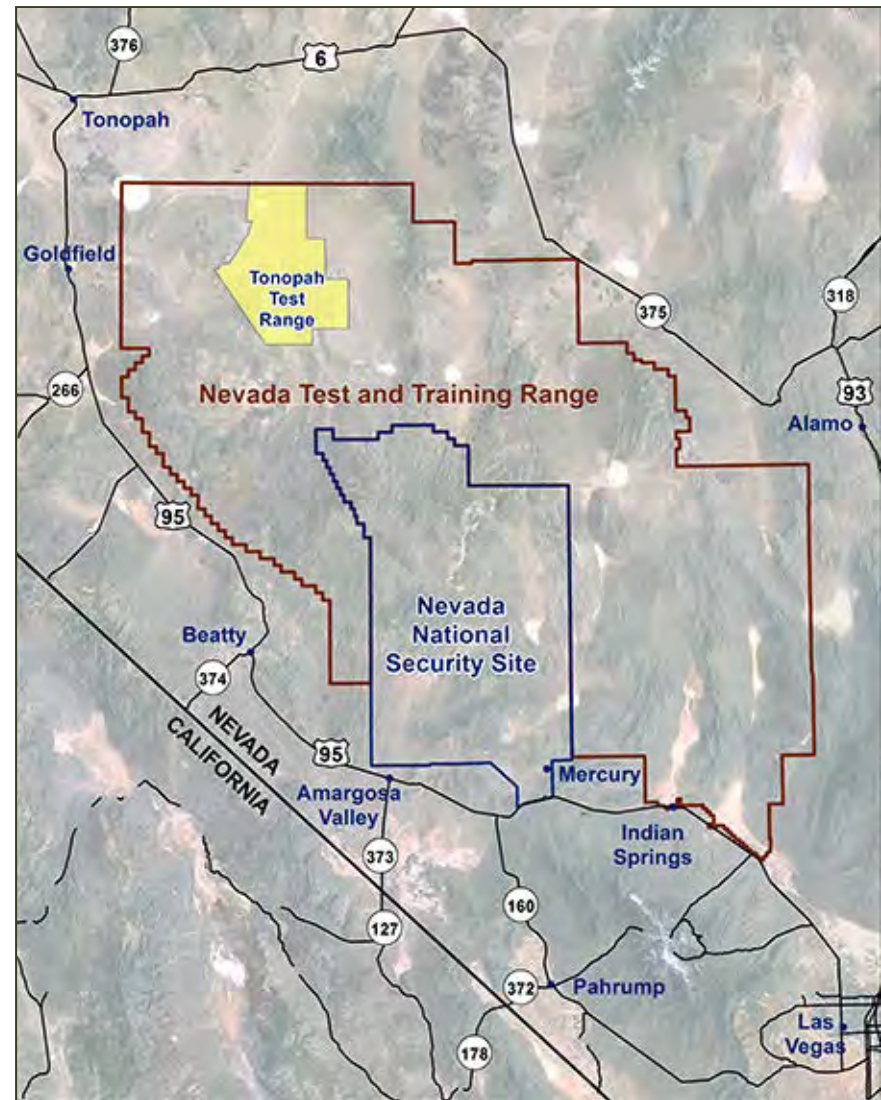 376
6
Tonopah
Goldfield
Tonopah
Test
Range
375
318
266
Nevada Test and Training Range
93
Alamo
95
Nevada
National
Security Site
Beatty
374
NEVADA
CALIFORNIA
95
Mercury
Amargosa
Valley
Indian
Springs
373
160
127
372
Pahrump
178
Las
Vegas